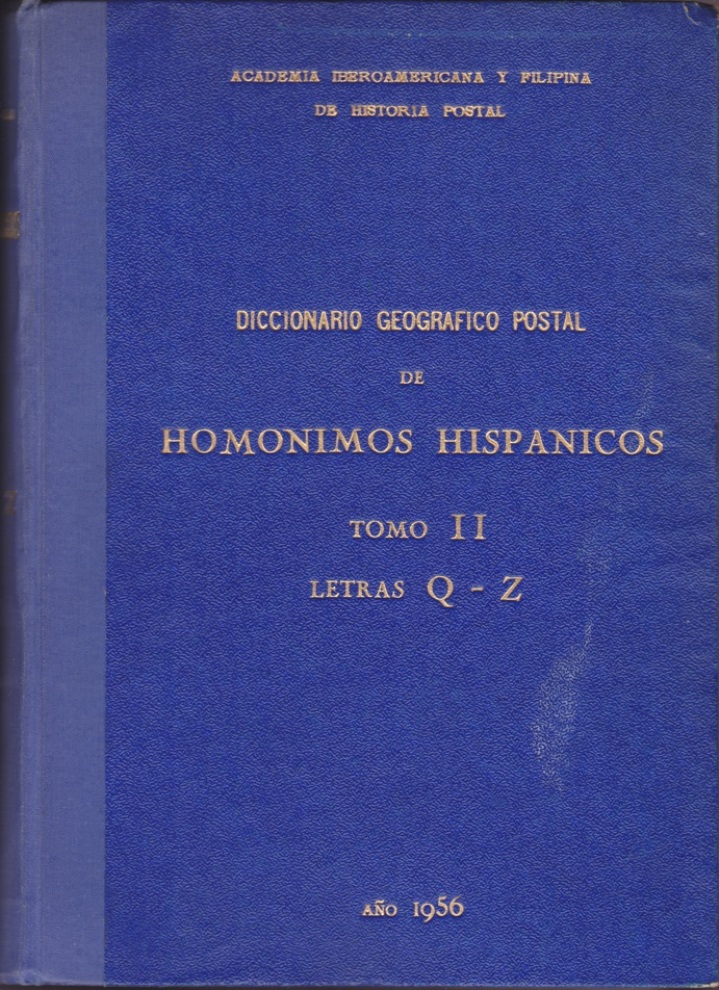 ACADEMIA IBEROAMERICANA Y FILIPINA
DE HISTORIA POSTAL
DICCIONARIO GEOGRAFICO POSTAL
DE
HOMONIMOS HISPANICOS
TOMO II
LETRAS Q - Z
AÑO 1956